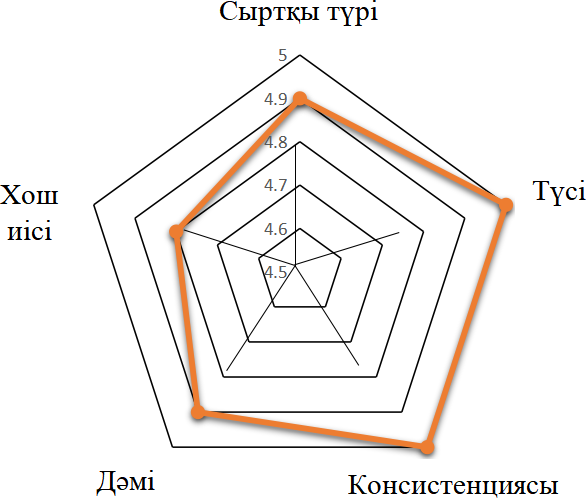 Сыртқы түрі
5
4.9
4.8
4.7
4.6
4.5
Түсі
Хош
иісі
Дәмі
Консистенциясы